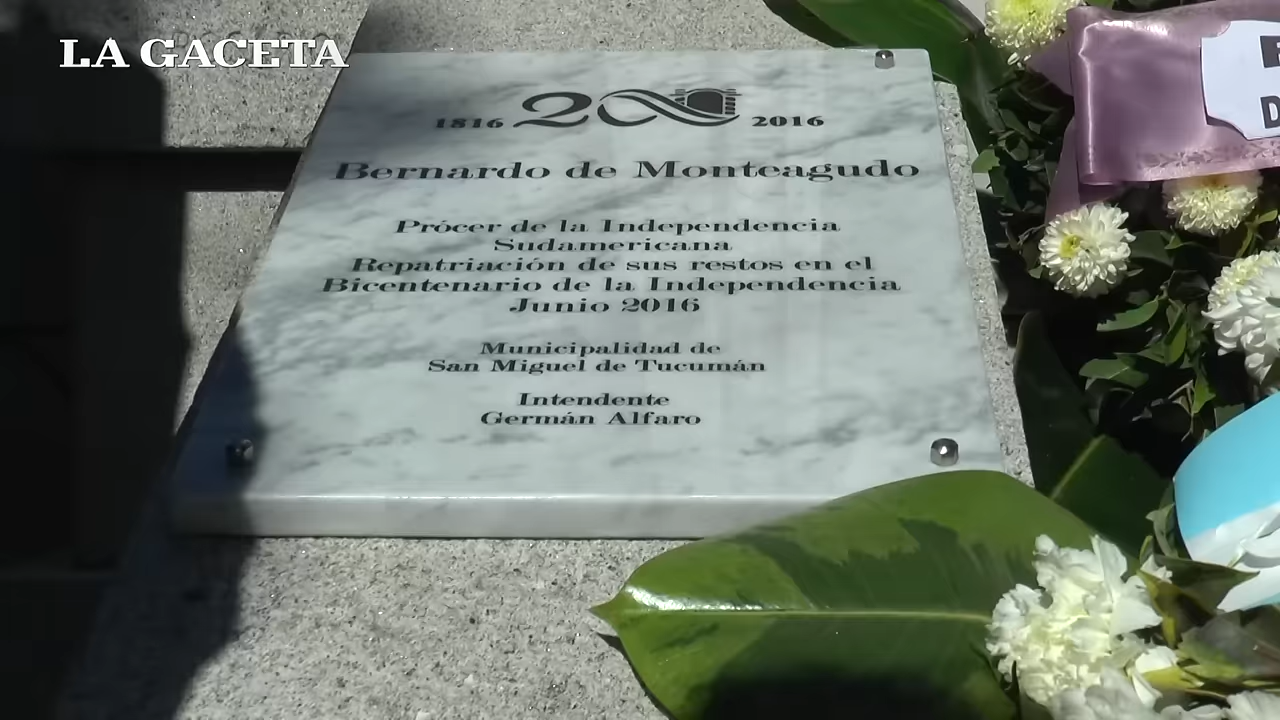 LA GACETA
1816 200 2016
Bernardo de Monteagudo
Prócer de la Independencia
Sudamericana
Repatriación de sus restos en el
Bicentenario de la Independencia
Junio 2016
Municipalidad de
San Miguel de Tucumán
Intendente
Germán Alfaro